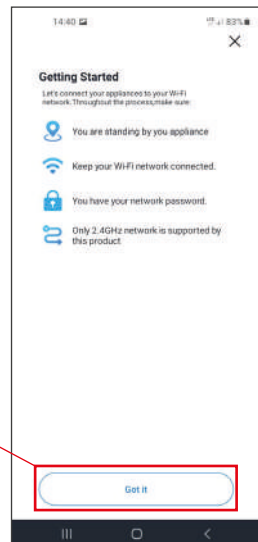 14:40 83%
Getting Started
Let's connect your appliances to your Wi-Fi
network.Throughout the process,make sure:
You are standing by you appliance
Keep your Wi-Fi network connected.
You have your network password.
Only 2.4GHz network is supported by
this product
Got it